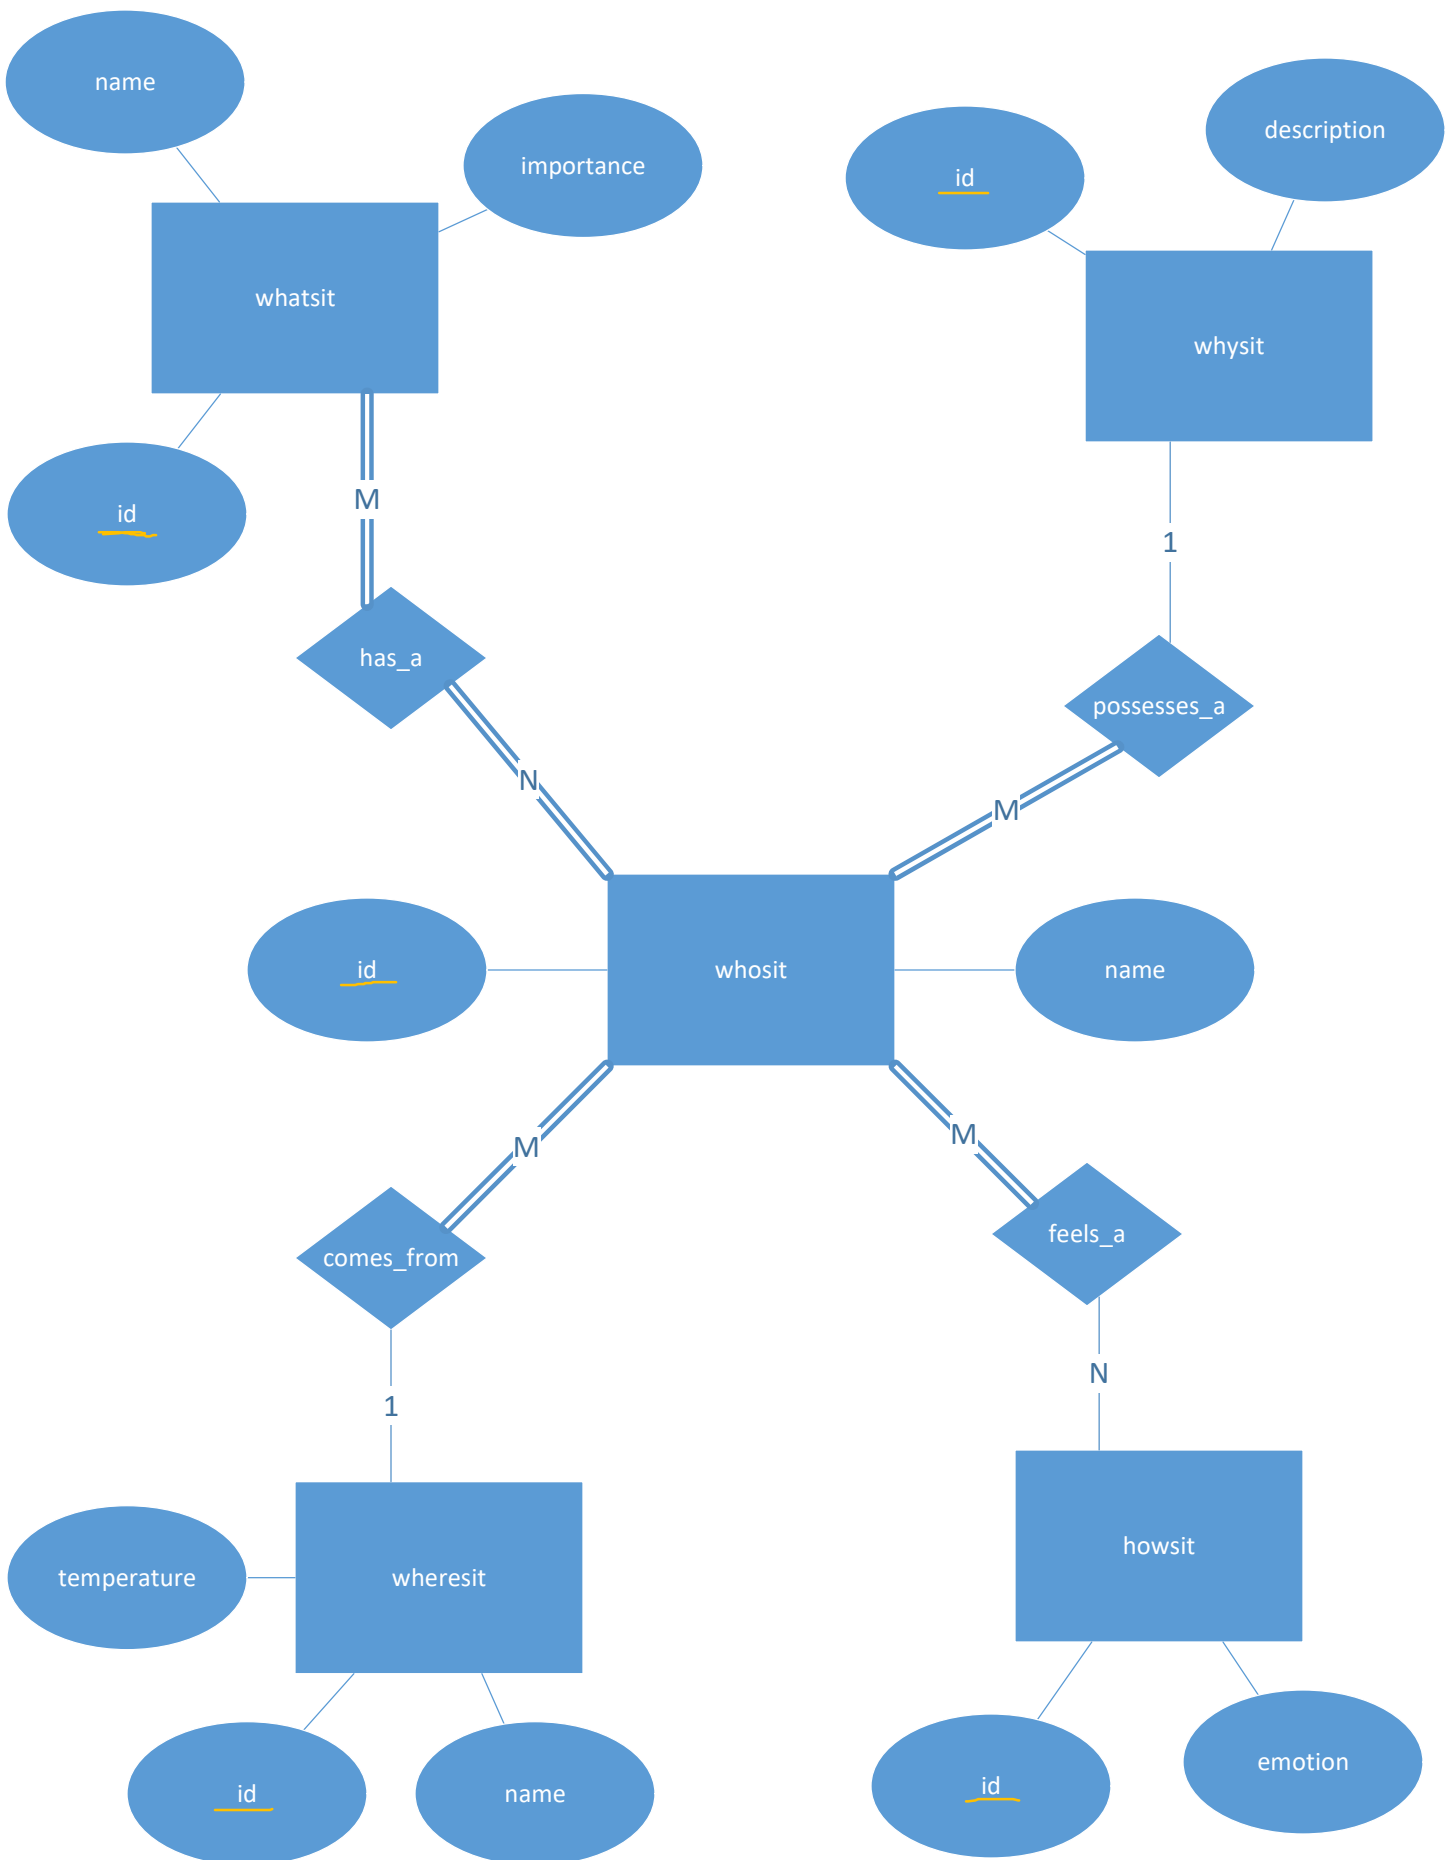 name
importance
description
id
whatsit
whysit
id
M
1
has_a
possesses_a
N
M
id
whosit
name
M
M
comes_from
feels_a
1
N
temperature
wheresit
howsit
id
name
id
emotion